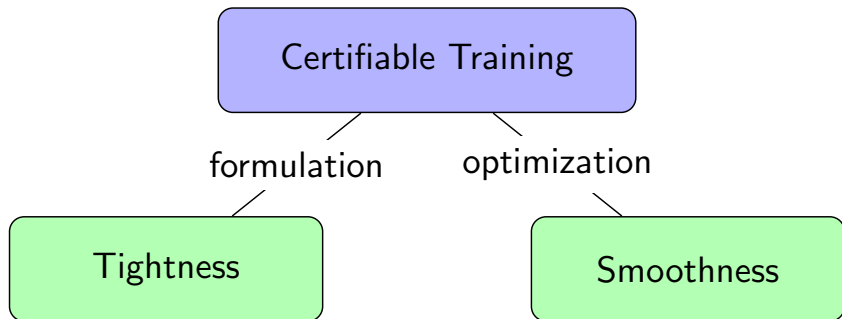 Certifiable Training
formulation
optimization
Tightness
Smoothness